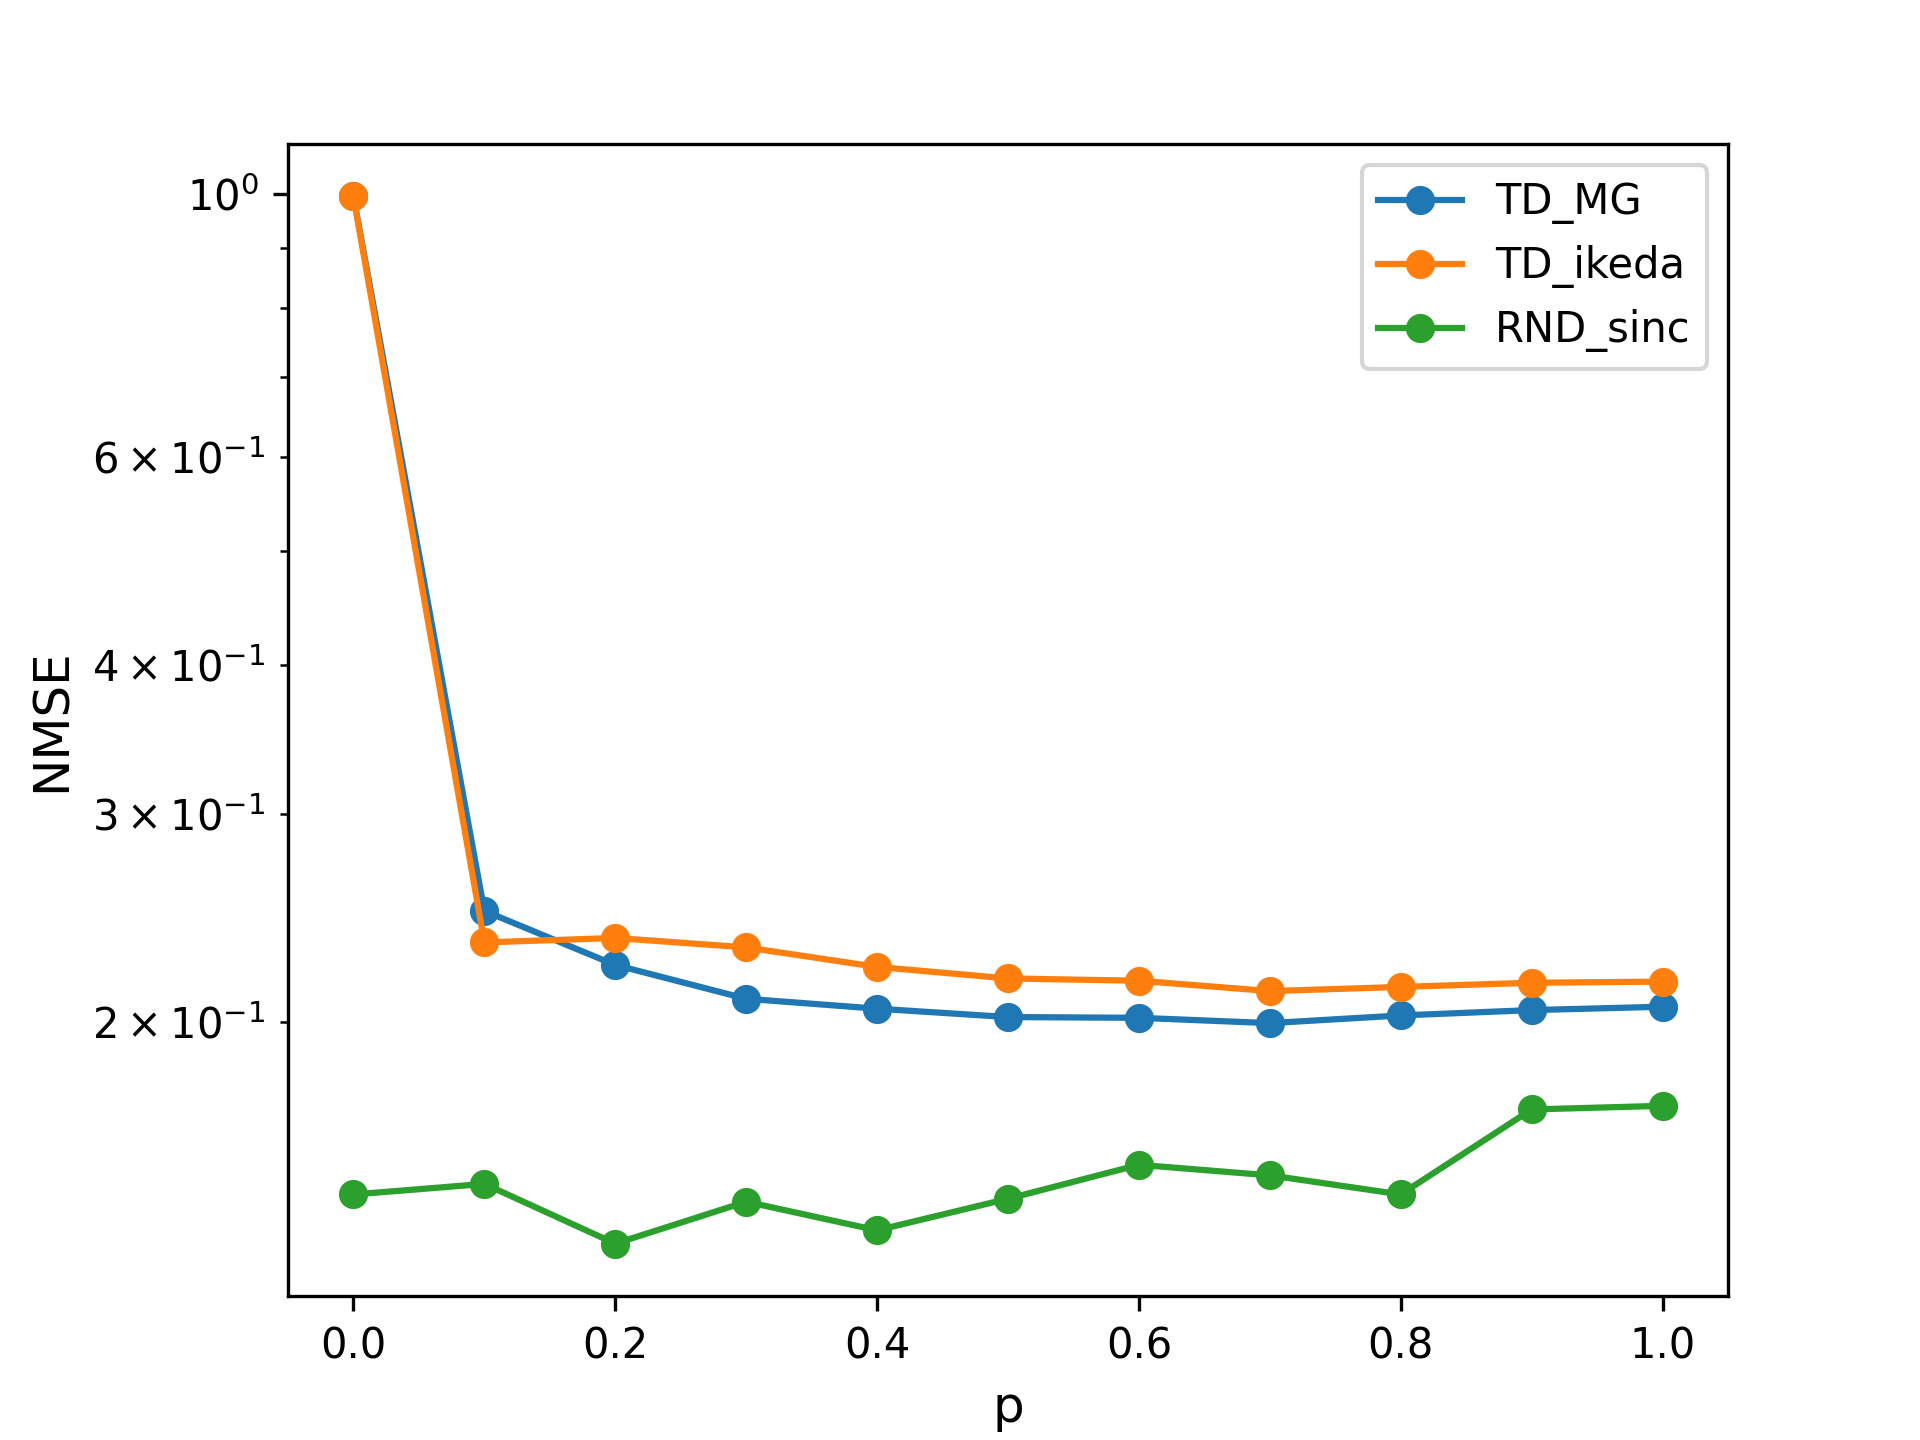 10⁰
6 × 10⁻¹
4 × 10⁻¹
3 × 10⁻¹
2 × 10⁻¹
NMSE
TD_MG
TD_ikeda
RND_sinc
0.0 0.2 0.4 0.6 0.8 1.0
p